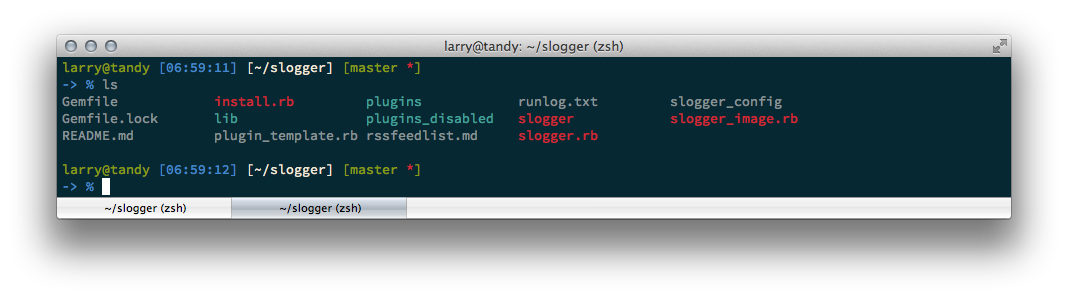 larry@tandy: ~/slogger (zsh)
larry@tandy [06:59:11] [~/slogger] [master *]
-> % ls
Gemfile install.rb plugins runlog.txt slogger_config
Gemfile.lock lib plugins_disabled slogger slogger_image.rb
README.md plugin_template.rb rssfeedlist.md slogger.rb
larry@tandy [06:59:12] [~/slogger] [master *]
-> %
~/slogger (zsh) ~/slogger (zsh)